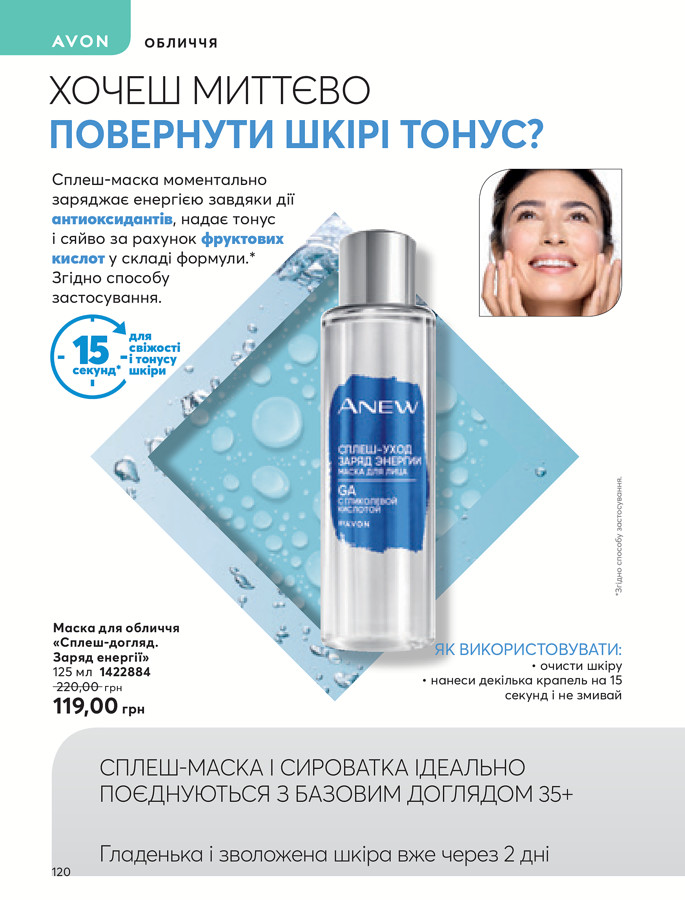 AVON
ОБЛИЧЧЯ
ХОЧЕШ МИТТЄВО
ПОВЕРНУТИ ШКІРІ ТОНУС?
Сплеш-маска моментально
заряджає енергією завдяки дії
антиоксидантів, надає тонус
і сяйво за рахунок фруктових
кислот у складі формули.*
Згідно способу
застосування.
15
секунд*
для
свіжості
і тонусу
шкіри
ANEW
СПЛЕШ-УХОД
ЗАРЯД ЭНЕРГИИ
МАСКА ДЛЯ ЛИЦА
GA
С ГЛИКОЛЕВОЙ
КИСЛОТОЙ
BY AVON
*Згідно способу застосування.
Маска для обличчя
«Сплеш-догляд.
Заряд енергії»
125 мл 1422884
220,00 грн
119,00 грн
ЯК ВИКОРИСТОВУВАТИ:
• очисти шкіру
• нанеси декілька крапель на 15
секунд і не змивай
СПЛЕШ-МАСКА І СИРОВАТКА ІДЕАЛЬНО
ПОЄДНУЮТЬСЯ З БАЗОВИМ ДОГЛЯДОМ 35+
Гладенька і зволожена шкіра вже через 2 дні
120